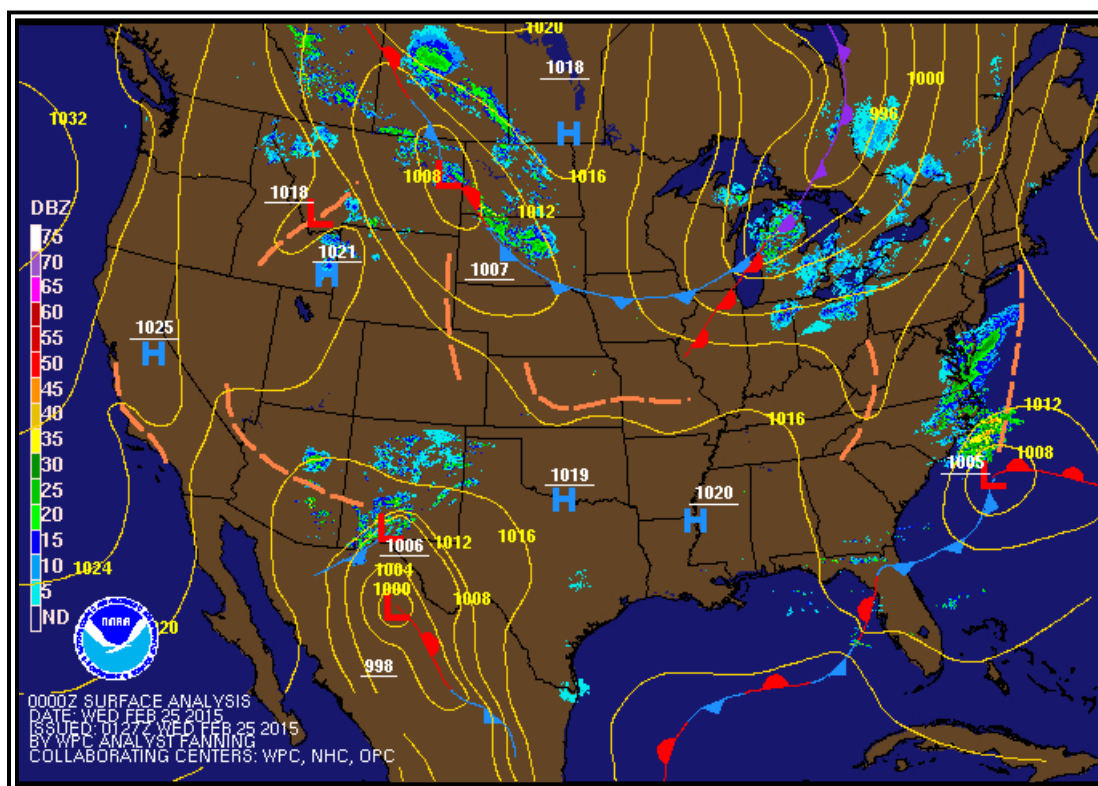 1020
1018
H
1000
996
1032
1008
L
1016
1018
L
1012
1021
H
1007
1025
H
DBZ
75
70
65
60
55
50
45
40
35
30
25
20
15
10
5
ND
1012
1016
1008
1005
L
1019
H
1020
H
1016
L
1012
1006
1004
1000
1008
L
1024
998
NOAA
20
0000Z SURFACE ANALYSIS
DATE: WED FEB 25 2015
ISSUED: 0127Z WED FEB 25 2015
BY WPC ANALYST FANNING
COLLABORATING CENTERS: WPC, NHC, OPC